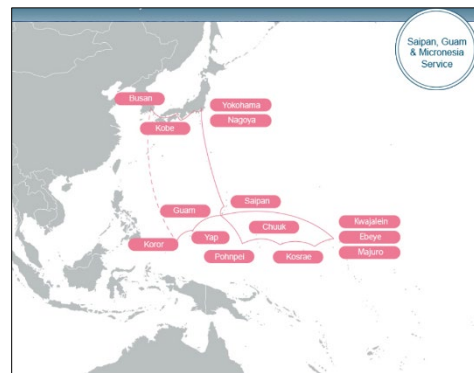 Saipan, Guam
& Micronesia
Service
Busan
Yokohama
Kobe
Nagoya
Saipan
Guam
Chuuk
Kwajalein
Koror
Yap
Ebeye
Pohnpei
Kosrae
Majuro